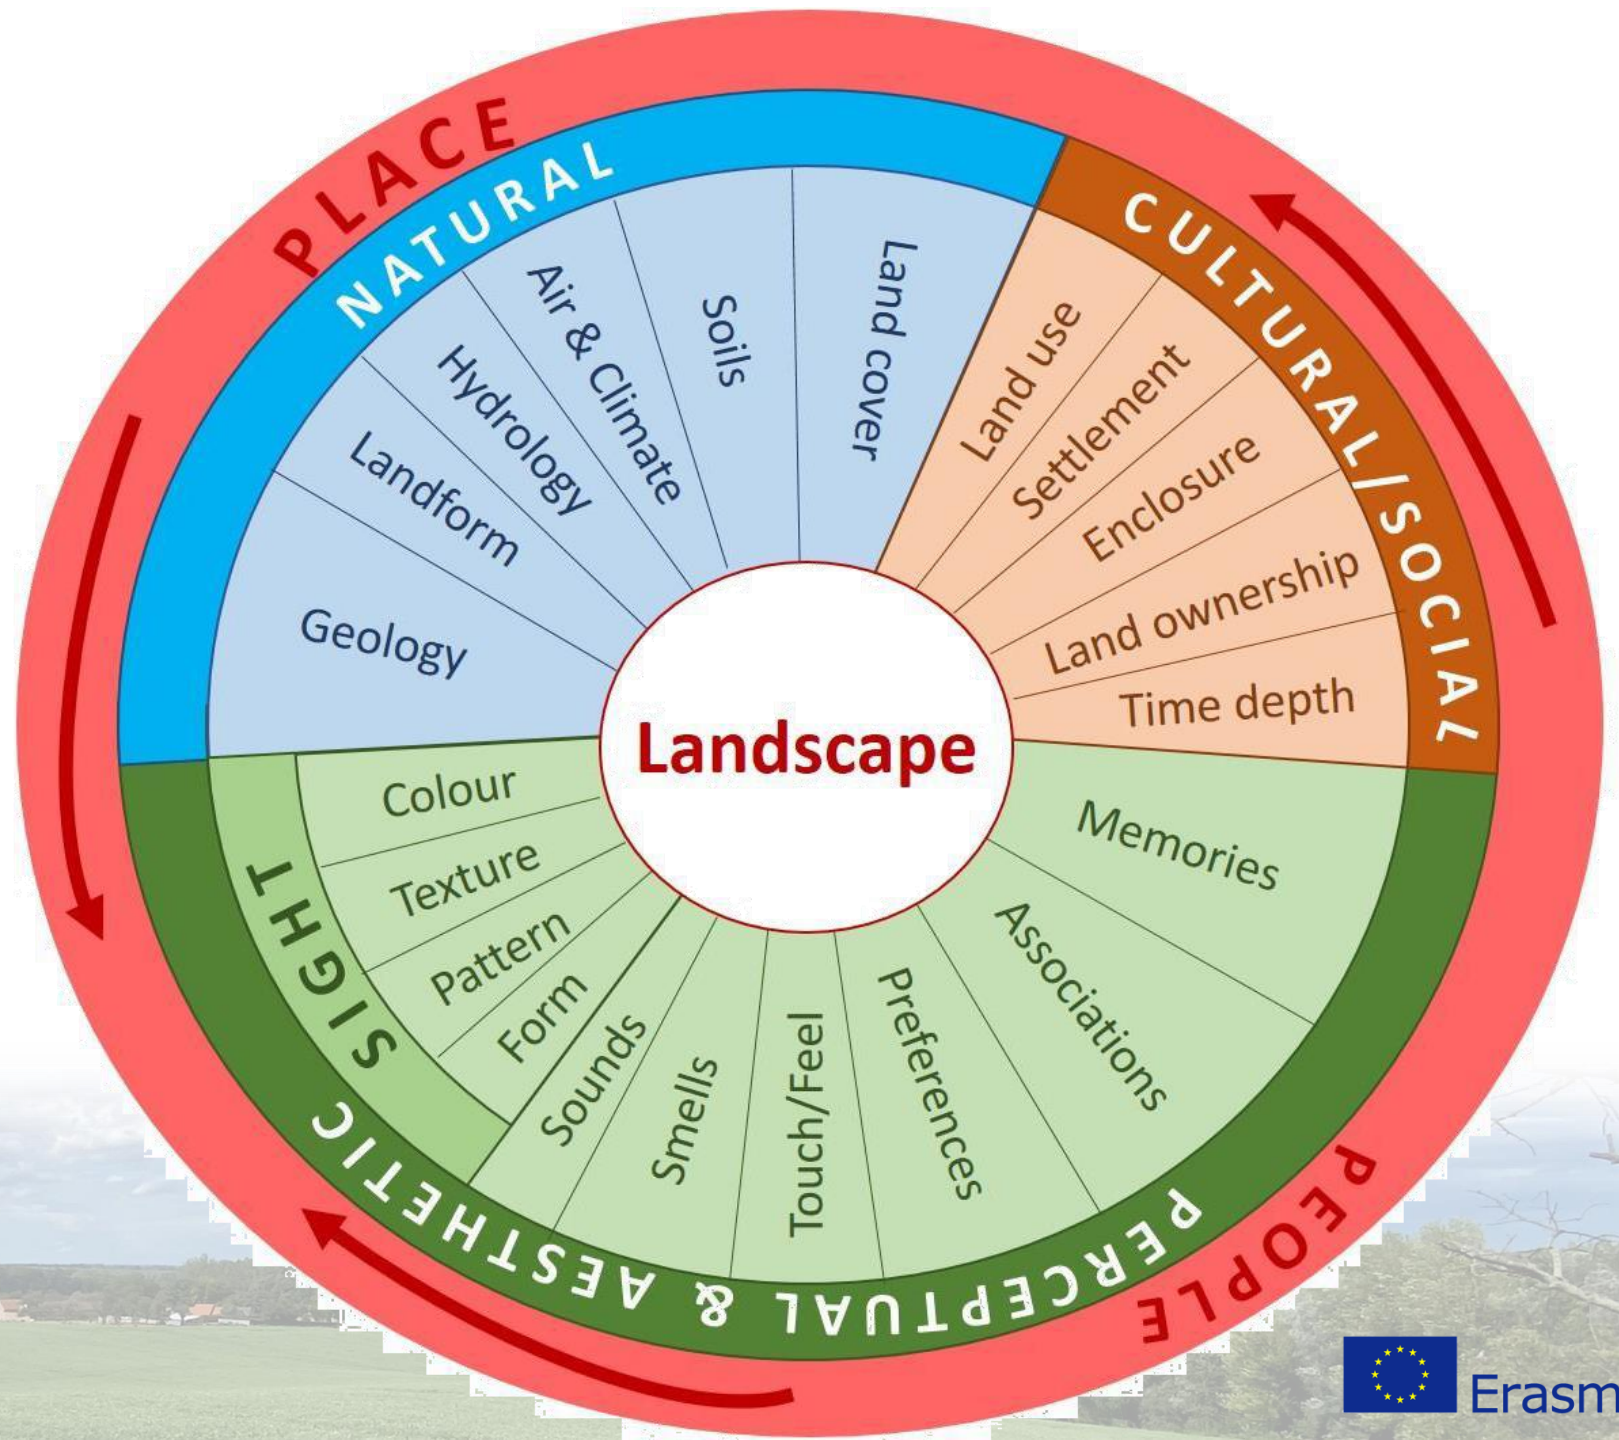 PLACE
NATURAL
Geology
Landform
Hydrology
Air & Climate
Soils
Land cover
CULTURAL/SOCIAL
Land use
Settlement
Enclosure
Land ownership
Time depth
Landscape
PEOPLE
PERCEPTUAL & AESTHETIC
Memories
Associations
Preferences
Touch/Feel
Smells
Sounds
SIGHT
Form
Pattern
Texture
Colour
Erasm